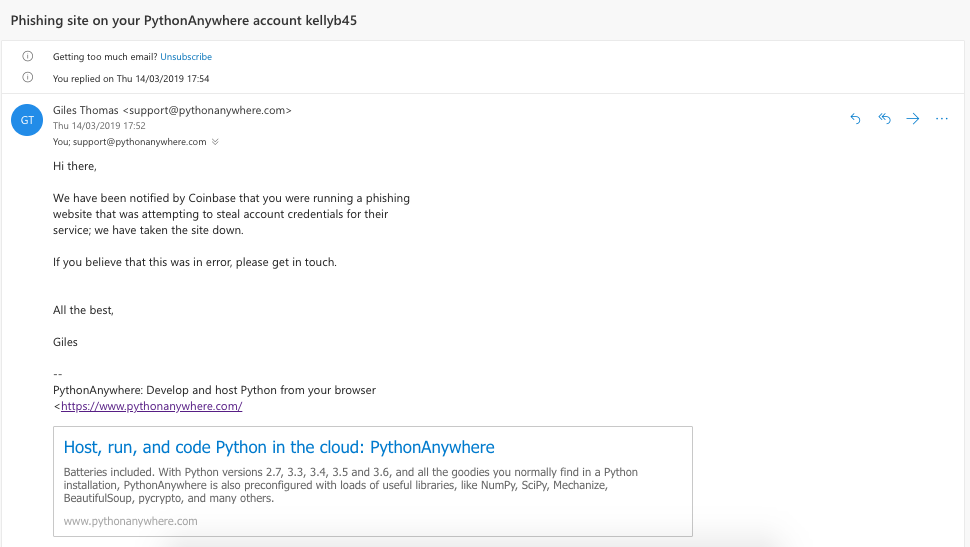 Phishing site on your PythonAnywhere account kellyb45
Getting too much email? Unsubscribe
You replied on Thu 14/03/2019 17:54
GT
Giles Thomas <support@pythonanywhere.com>
Thu 14/03/2019 17:52
You; support@pythonanywhere.com
Hi there,
We have been notified by Coinbase that you were running a phishing
website that was attempting to steal account credentials for their
service; we have taken the site down.
If you believe that this was in error, please get in touch.
All the best,
Giles
--
PythonAnywhere: Develop and host Python from your browser
<https://www.pythonanywhere.com/
Host, run, and code Python in the cloud: PythonAnywhere
Batteries included. With Python versions 2.7, 3.3, 3.4, 3.5 and 3.6, and all the goodies you normally find in a Python
installation, PythonAnywhere is also preconfigured with loads of useful libraries, like NumPy, SciPy, Mechanize,
BeautifulSoup, pycrypto, and many others.
www.pythonanywhere.com